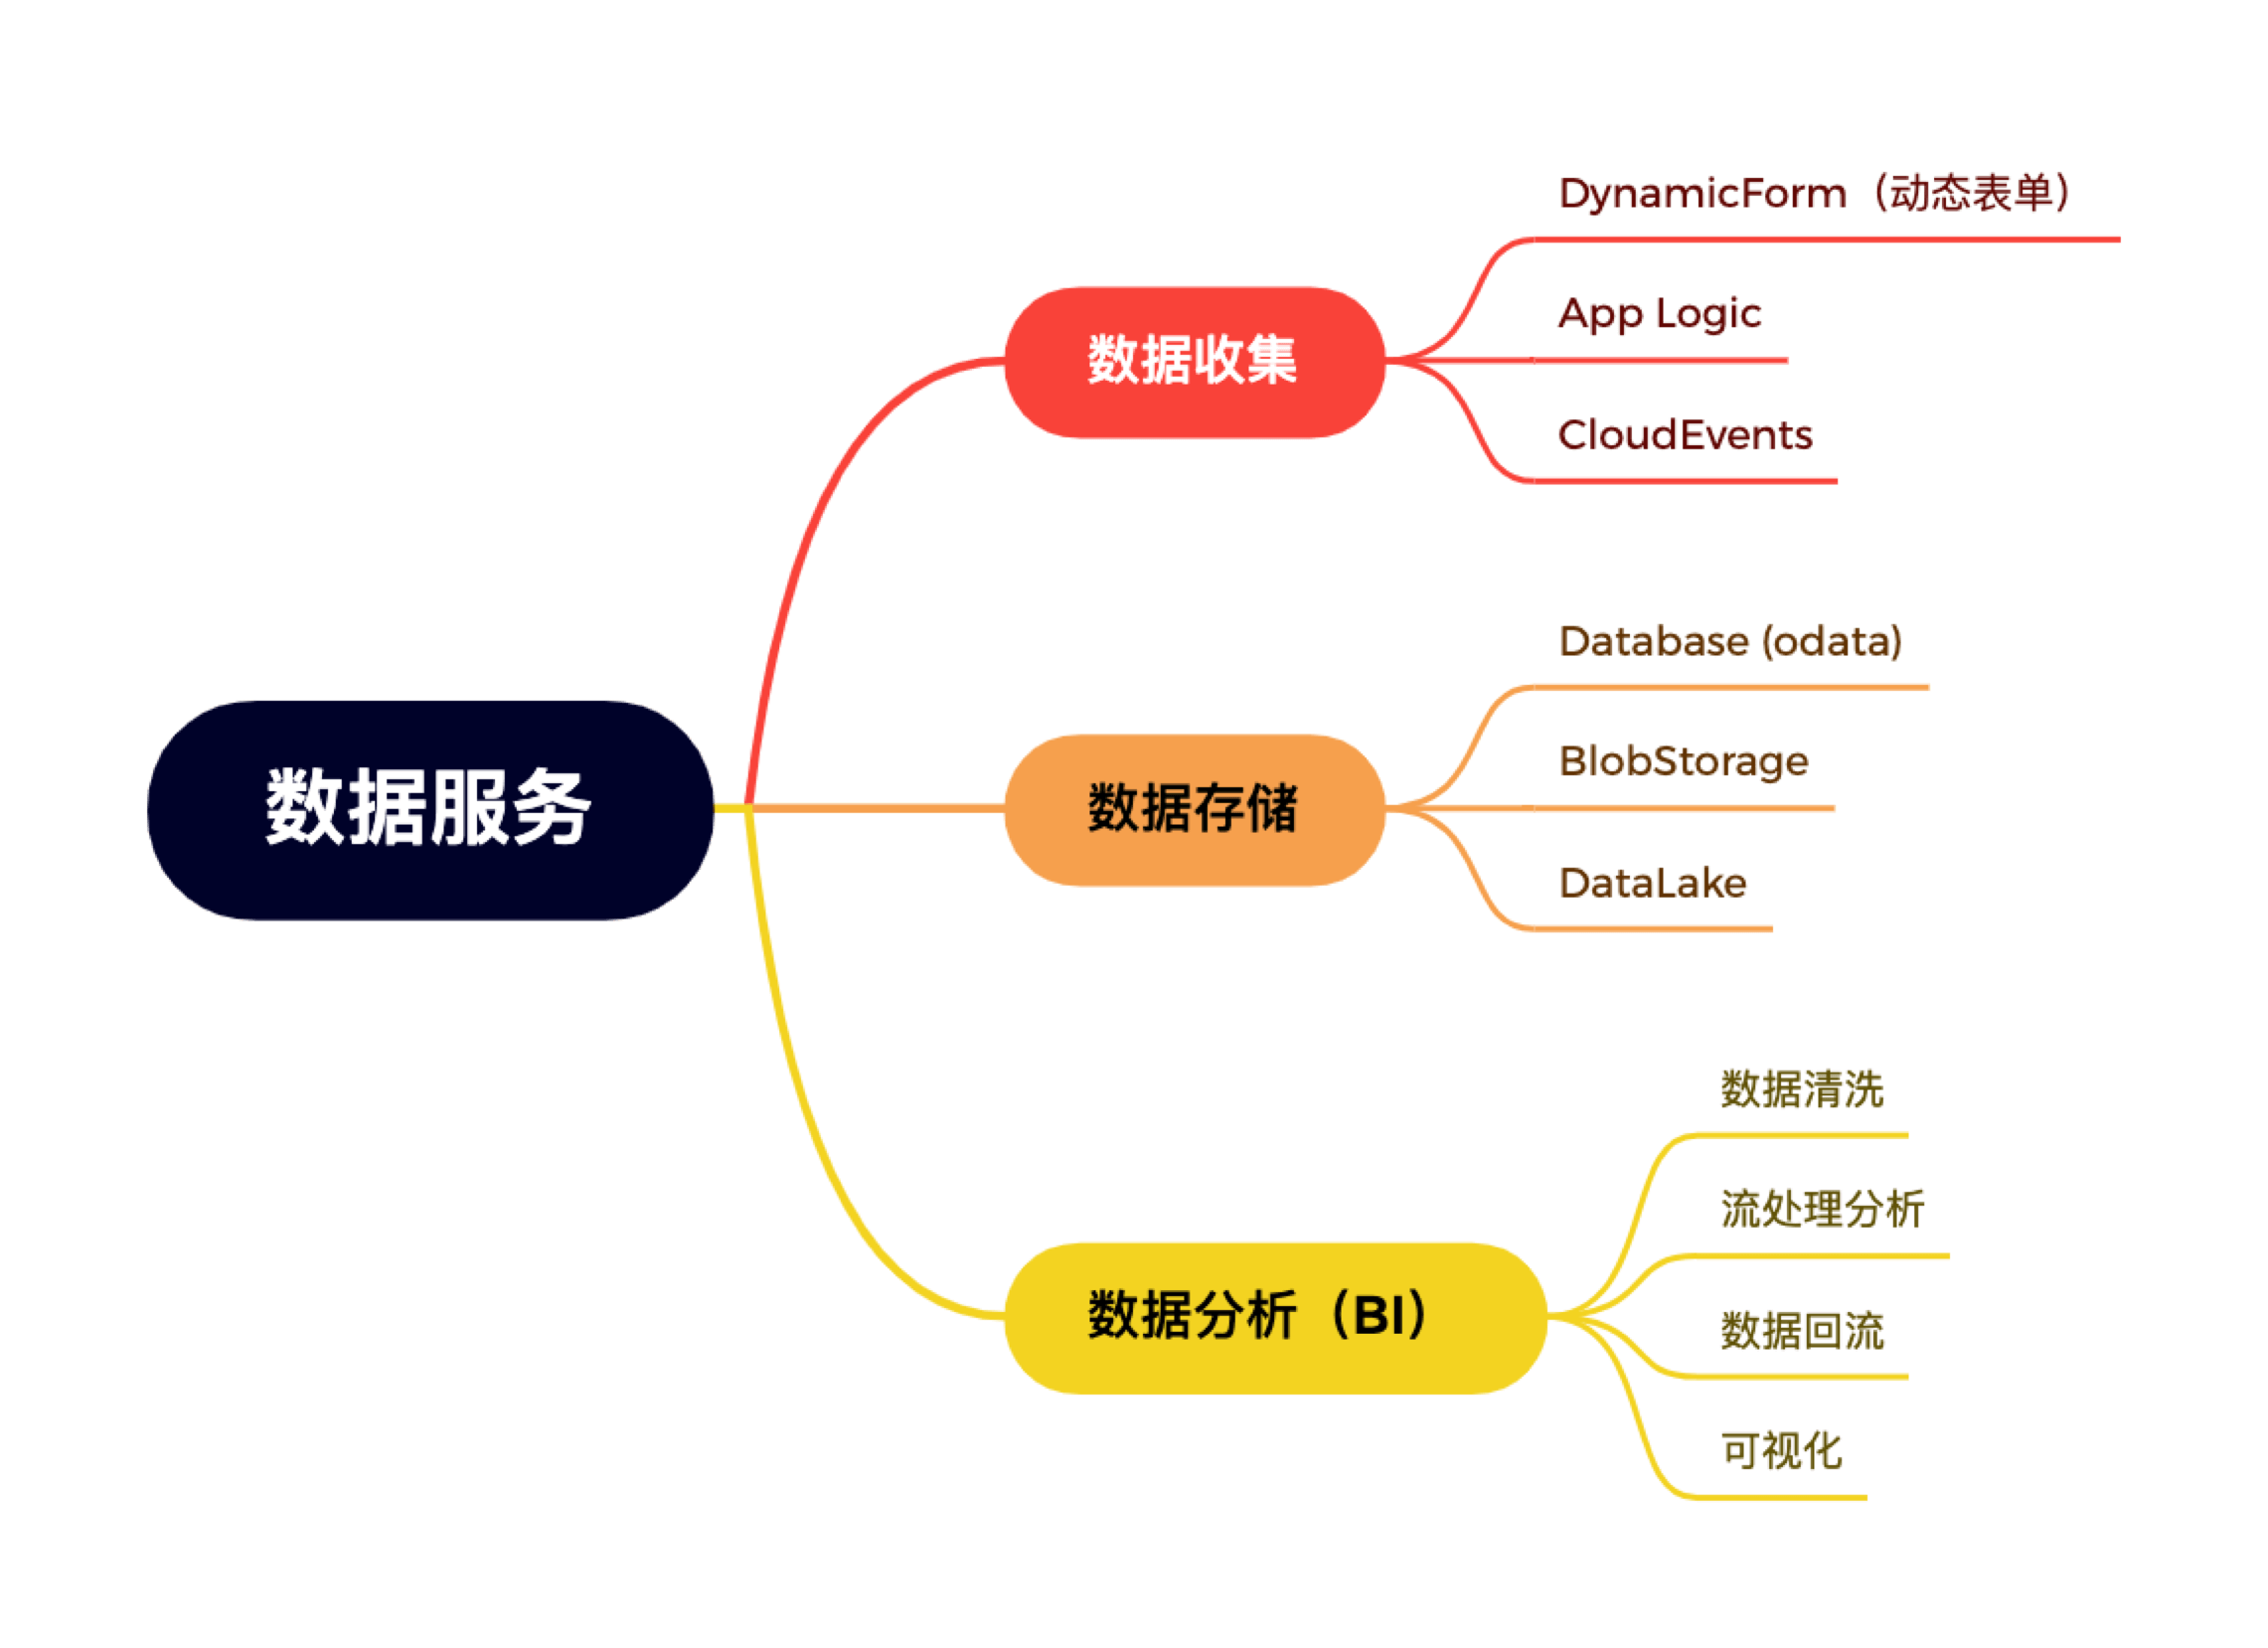 数据服务
数据收集
DynamicForm（动态表单）
App Logic
CloudEvents
数据存储
Database (odata)
BlobStorage
DataLake
数据分析（BI）
数据清洗
流处理分析
数据回流
可视化